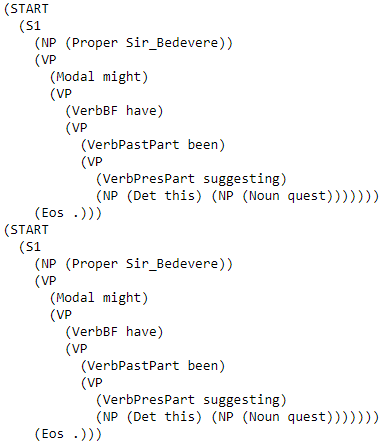 (START
  (S1
    (NP (Proper Sir_Bedevere))
    (VP
      (Modal might)
      (VP
        (VerbBF have)
        (VP
          (VerbPastPart been)
          (VP
            (VerbPresPart suggesting)
            (NP (Det this) (NP (Noun quest)))))))
    (Eos .)))
(START
  (S1
    (NP (Proper Sir_Bedevere))
    (VP
      (Modal might)
      (VP
        (VerbBF have)
        (VP
          (VerbPastPart been)
          (VP
            (VerbPresPart suggesting)
            (NP (Det this) (NP (Noun quest)))))))
    (Eos .)))